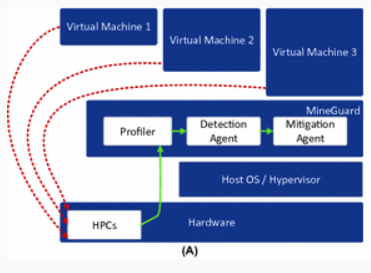 Virtual Machine 1
Virtual Machine 2
Virtual Machine 3
MineGuard
Profiler
Detection
Agent
Mitigation
Agent
Host OS / Hypervisor
HPCs
Hardware
(A)